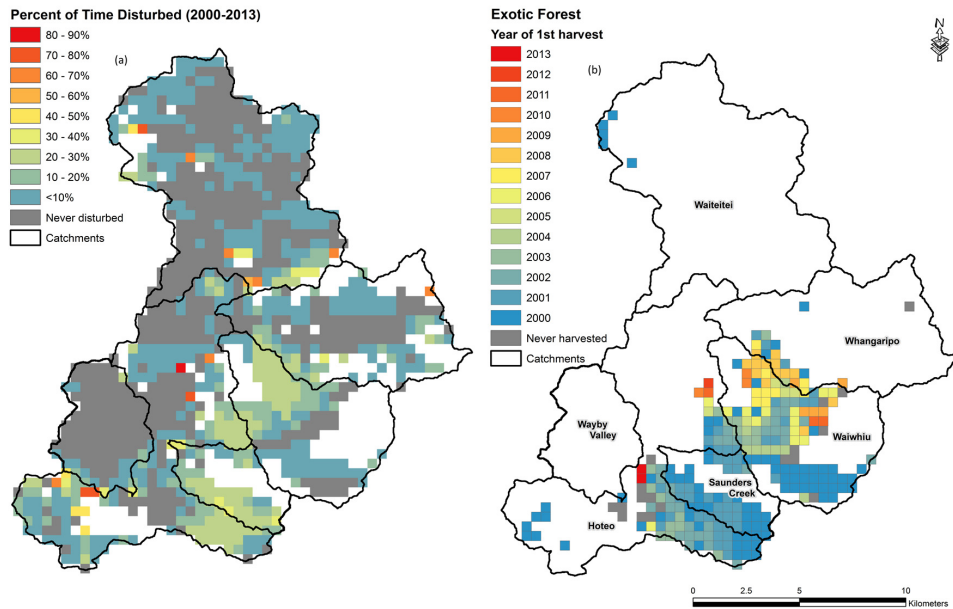 Percent of Time Disturbed (2000-2013)
80 - 90%
70 - 80%
60 - 70%
50 - 60%
40 - 50%
30 - 40%
20 - 30%
10 - 20%
<10%
Never disturbed
Catchments
(a)
Exotic Forest
Year of 1st harvest
2013
2012
2011
2010
2009
2008
2007
2006
2005
2004
2003
2002
2001
2000
Never harvested
Catchments
(b)
N
Waiteitei
Whangaripo
Wayby
Valley
Waiwhiu
Saunders
Creek
Hoteo
0 2.5 5 10
Kilometers